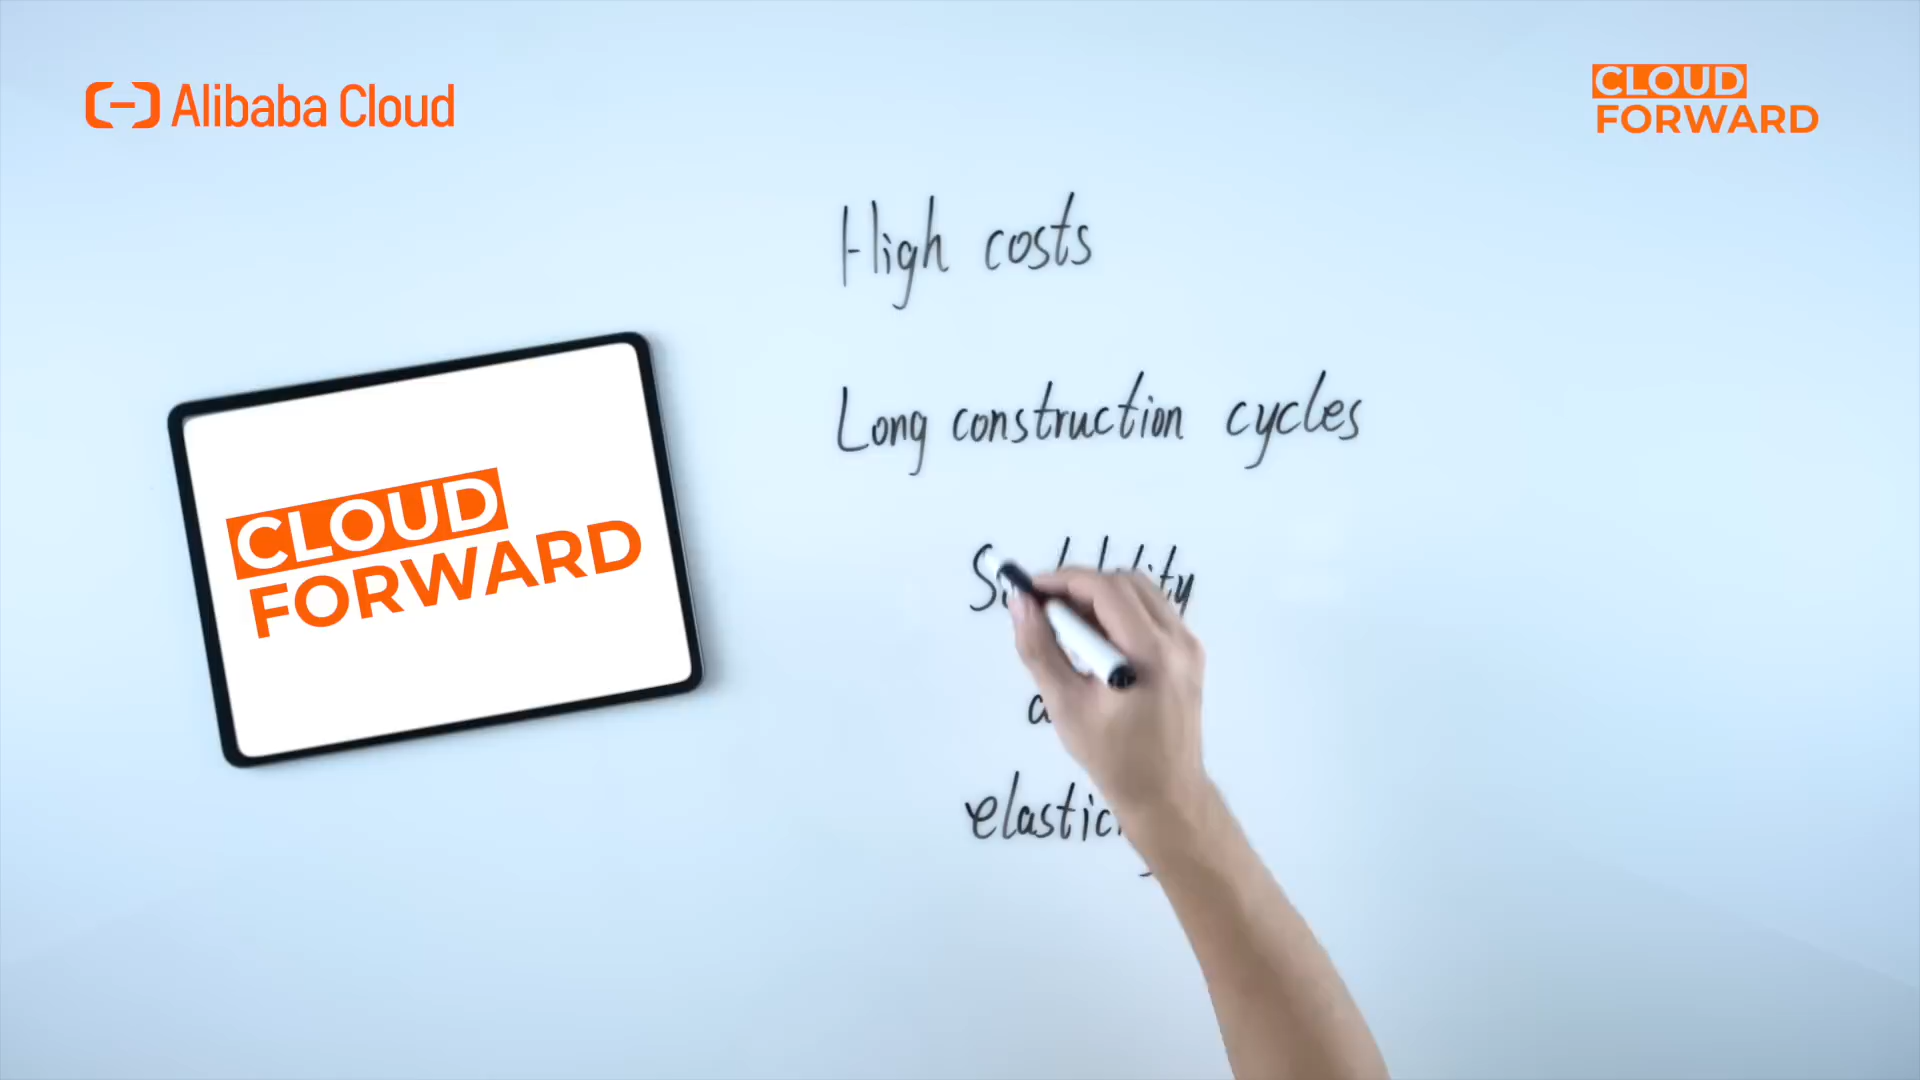 Alibaba Cloud
CLOUD
FORWARD
High costs
Long construction cycles
CLOUD
FORWARD